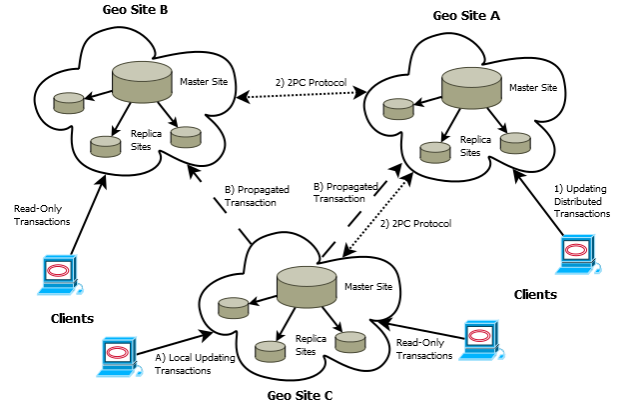 Geo Site B
Geo Site A
Master Site
2) 2PC Protocol
Master Site
Replica
Sites
Replica
Sites
B) Propagated
Transaction
B) Propagated
Transaction
1) Updating
Distributed
Transactions
Read-Only
Transactions
2) 2PC Protocol
Clients
Clients
Master Site
Replica
Sites
A) Local Updating
Transactions
Read-Only
Transactions
Geo Site C